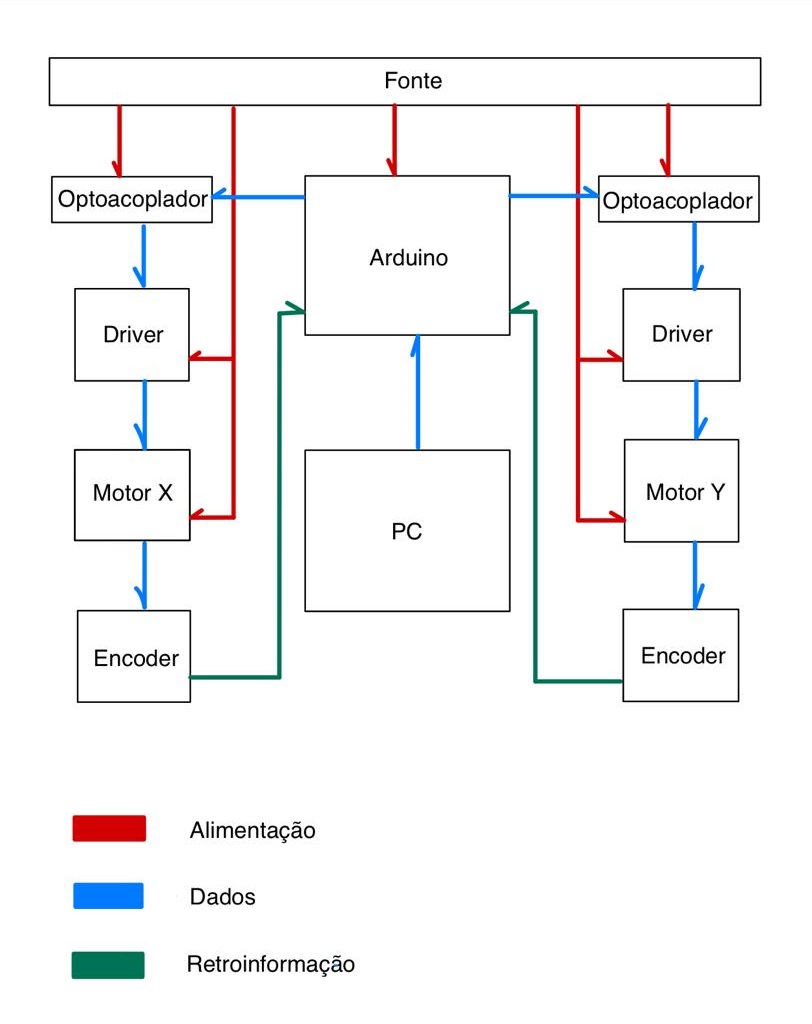 Fonte
Optoacoplador
Arduino
Optoacoplador
Driver
Driver
Motor X
PC
Motor Y
Encoder
Encoder
Alimentação
Dados
Retroinformação